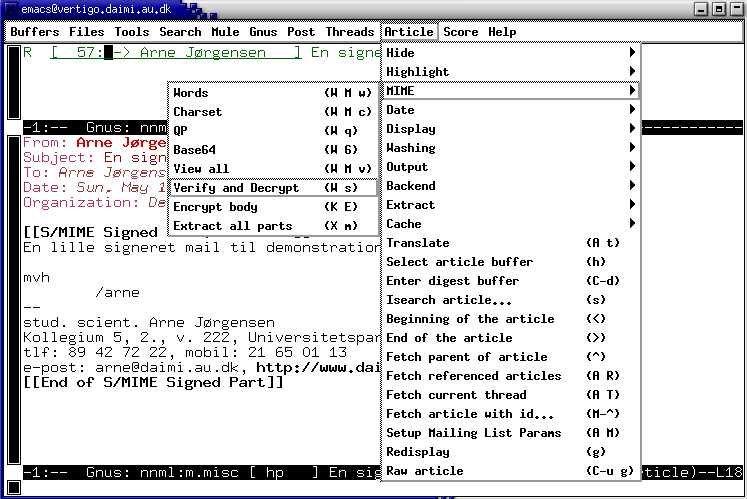 emacs@vertigo.daimi.au.dk
Buffers Files Tools Search Mule Gnus Post Threads Article Score Help
R [ 57: -> Arne Jørgensen ] En signe
-1:-- Gnus: nnm
From: Arne Jørge
Subject: En sign
To: Arne Jørgens
Date: Sun, May 1
Organization: Da
[[S/MIME Signed
En lille signeret mail til demonstration
mvh
/arne
--
stud. scient. Arne Jørgensen
Kollegium 5, 2., v. 222, Universitetspar
tlf: 89 42 72 22, mobil: 21 65 01 13
e-post: arne@daimi.au.dk, http://www.dai
[[End of S/MIME Signed Part]]
-1:-- Gnus: nnml:m.misc [ hp ] En sig
ticle)--L18
Words (W M w)
Charset (W M c)
QP (W q)
Base64 (W 6)
View all (W M v)
Verify and Decrypt (W s)
Encrypt body (K E)
Extract all parts (X m)
Hide
Highlight
MIME
Date
Display
Washing
Output
Backend
Extract
Cache
Translate (A t)
Select article buffer (h)
Enter digest buffer (C-d)
Isearch article... (s)
Beginning of the article (<)
End of the article (>)
Fetch parent of article (^)
Fetch referenced articles (A R)
Fetch current thread (A T)
Fetch article with id... (M-^)
Setup Mailing List Params (A M)
Redisplay (g)
Raw article (C-u g)